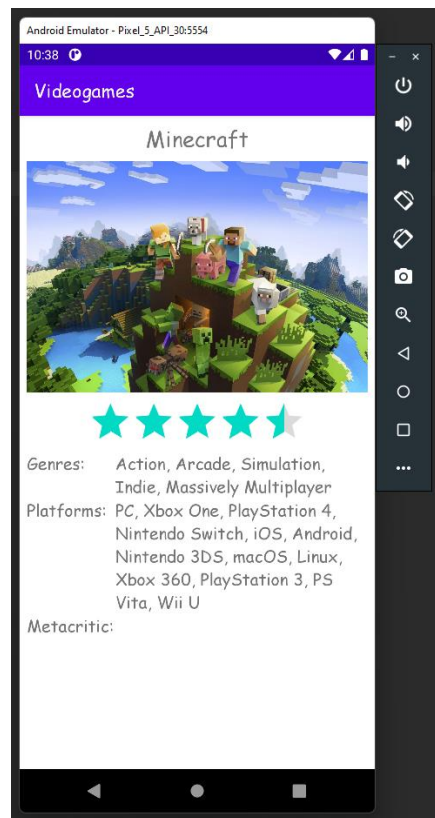 Android Emulator - Pixel_5_API_30:5554
10:38
Videogames
Minecraft
Genres: Action, Arcade, Simulation,
Indie, Massively Multiplayer
Platforms: PC, Xbox One, PlayStation 4,
Nintendo Switch, iOS, Android,
Nintendo 3DS, macOS, Linux,
Xbox 360, PlayStation 3, PS
Vita, Wii U
Metacritic: